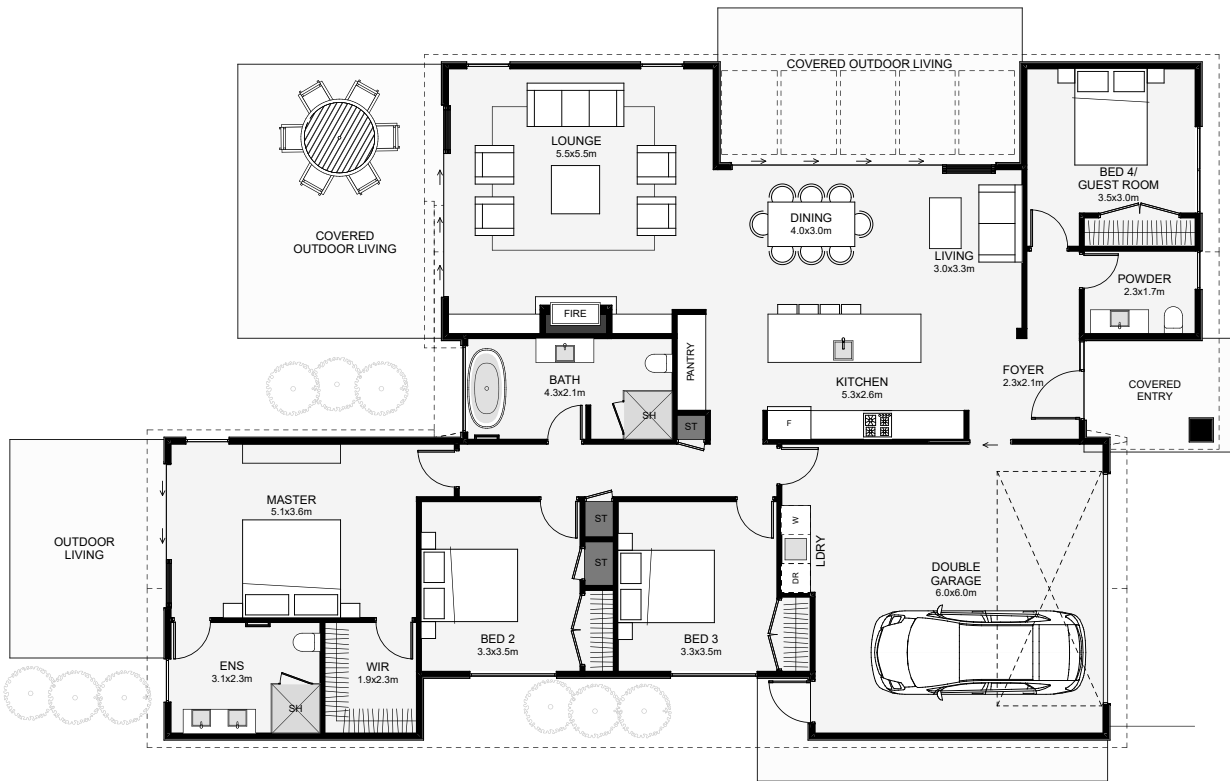 COVERED OUTDOOR LIVING
LOUNGE
5.5x5.5m
BED 4/
GUEST ROOM
3.5x3.0m
DINING
4.0x3.0m
COVERED
OUTDOOR LIVING
LIVING
3.0x3.3m
POWDER
2.3x1.7m
FIRE
PANTRY
BATH
4.3x2.1m
KITCHEN
5.3x2.6m
FOYER
2.3x2.1m
COVERED
ENTRY
SH
ST
F
MASTER
5.1x3.6m
OUTDOOR
LIVING
ST
ST
W
LDRY
DR
DOUBLE
GARAGE
6.0x6.0m
BED 2
3.3x3.5m
BED 3
3.3x3.5m
ENS
3.1x2.3m
WIR
1.9x2.3m
SH